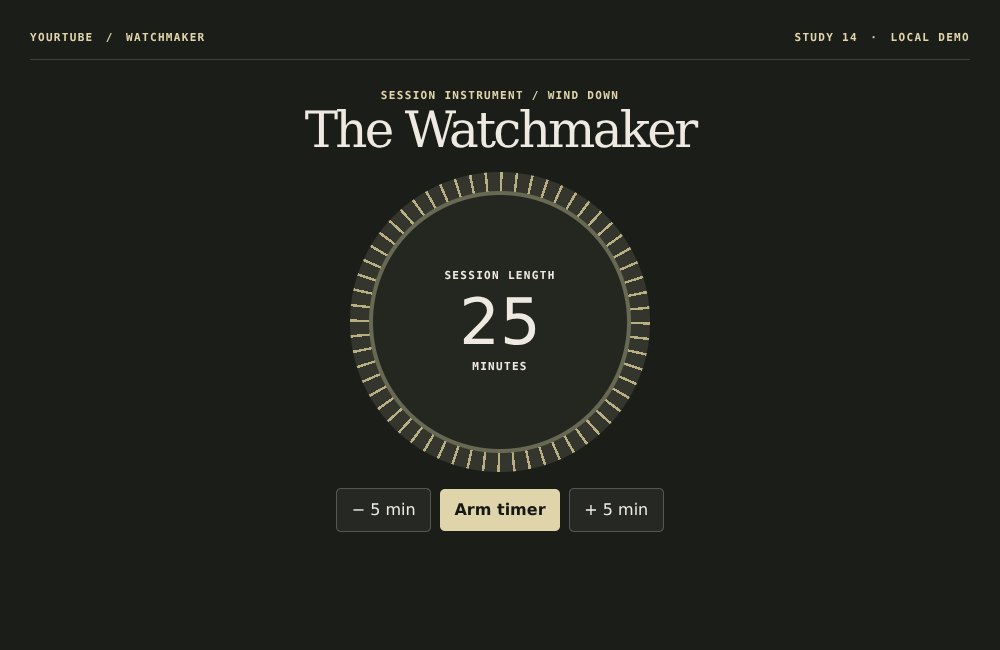 YOURTUBE / WATCHMAKER
STUDY 14 · LOCAL DEMO
SESSION INSTRUMENT / WIND DOWN
The Watchmaker
SESSION LENGTH
25
MINUTES
− 5 min
Arm timer
+ 5 min